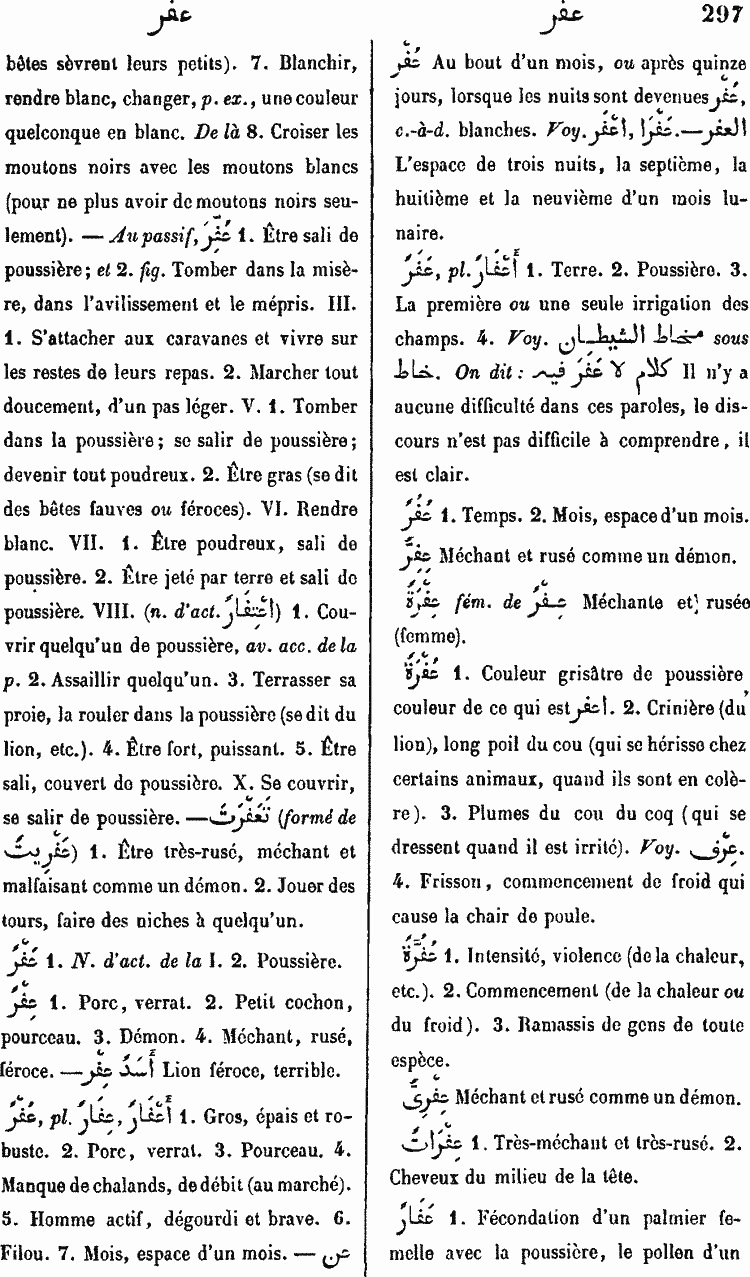 عفر
عفر
297
bêtes sèvrent leurs petits). 7. Blanchir,
rendre blanc, changer, p. ex., une couleur
quelconque en blanc. De là 8. Croiser les
moutons noirs avec les moutons blancs
(pour ne plus avoir de moutons noirs seu-
lement). — Au passif, عُفِّرَ 1. Être sali de
poussière; et 2. fig. Tomber dans la misè-
re, dans l'avilissement et le mépris. III.
1. S'attacher aux caravanes et vivre sur
les restes de leurs repas. 2. Marcher tout
doucement, d'un pas léger. V. 1. Tomber
dans la poussière; se salir de poussière;
devenir tout poudreux. 2. Être gras (se dit
des bêtes fauves ou féroces). VI. Rendre
blanc. VII. 1. Être poudreux, sali de
poussière. 2. Être jeté par terre et sali de
poussière. VIII. (n. d'act. اِعْتِفَارٌ) 1. Cou-
vrir quelqu'un de poussière, av. acc. de la
p. 2. Assaillir quelqu'un. 3. Terrasser sa
proie, la rouler dans la poussière (se dit du
lion, etc.). 4. Être fort, puissant. 5. Être
sali, couvert de poussière. X. Se couvrir,
se salir de poussière. — تَعَفْرَتَ (formé de
عِفْرِيتٌ) 1. Être très-rusé, méchant et
malfaisant comme un démon. 2. Jouer des
tours, faire des niches à quelqu'un.
عَفْرٌ 1. N. d'act. de la I. 2. Poussière.
عِفْرٌ 1. Porc, verrat. 2. Petit cochon,
pourceau. 3. Démon. 4. Méchant, rusé,
féroce. — أَسَدٌ عِفْرٌ Lion féroce, terrible.
عُفْرٌ, pl. عِفَارٌ, أَعْفَارٌ 1. Gros, épais et ro-
buste. 2. Porc, verrat. 3. Pourceau. 4.
Manque de chalands, de débit (au marché).
5. Homme actif, dégourdi et brave. 6.
Filou. 7. Mois, espace d'un mois. — عن
عُفْرٍ Au bout d'un mois, ou après quinze
jours, lorsque les nuits sont devenues عُفْر,
c.-à-d. blanches. Voy. أَعْفَر, عَفْرَا. — العفر
L'espace de trois nuits, la septième, la
huitième et la neuvième d'un mois lu-
naire.
عَفَرٌ, pl. أَعْفَارٌ 1. Terre. 2. Poussière. 3.
La première ou une seule irrigation des
champs. 4. Voy. مخاط الشيطان sous
خاط. On dit: كلام لا عَفَرَ فيه Il n'y a
aucune difficulté dans ces paroles, le dis-
cours n'est pas difficile à comprendre, il
est clair.
عُفُرٌ 1. Temps. 2. Mois, espace d'un mois.
عِفِرٌّ Méchant et rusé comme un démon.
عِفْرَةٌ fém. de عِفْرٌ Méchante et rusée
(femme).
عُفْرَةٌ 1. Couleur grisâtre de poussière,
couleur de ce qui est أعفر. 2. Crinière (du
lion), long poil du cou (qui se hérisse chez
certains animaux, quand ils sont en colè-
re). 3. Plumes du cou du coq (qui se
dressent quand il est irrité). Voy. عُرْف.
4. Frisson, commencement de froid qui
cause la chair de poule.
عُفُرَّةٌ 1. Intensité, violence (de la chaleur,
etc.). 2. Commencement (de la chaleur ou
du froid). 3. Ramassis de gens de toute
espèce.
عِفْرِيٌّ Méchant et rusé comme un démon.
عِفْرَاتٌ 1. Très-méchant et très-rusé. 2.
Cheveux du milieu de la tête.
عَفَارٌ 1. Fécondation d'un palmier fe-
melle avec la poussière, le pollen d'un